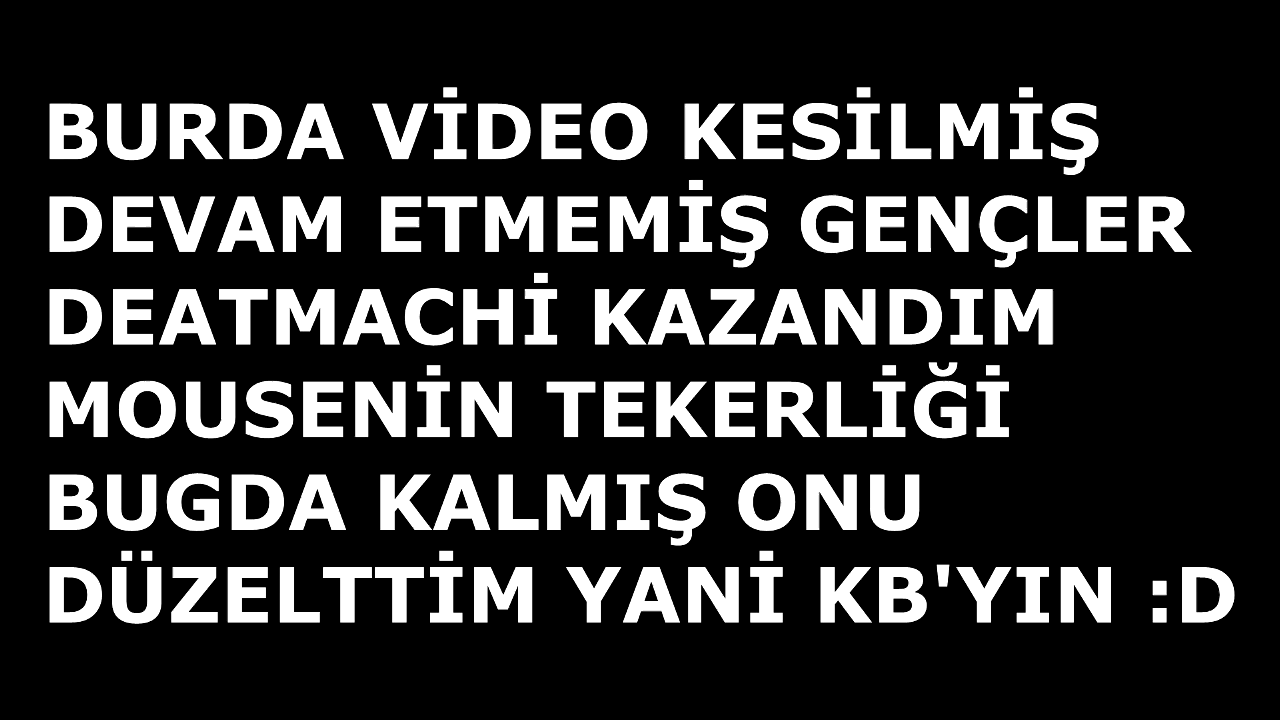 BURDA VİDEO KESİLMİŞ
DEVAM ETMEMİŞ GENÇLER
DEATMACHİ KAZANDIM
MOUSENİN TEKERLİĞİ
BUGDA KALMIŞ ONU
DÜZELTTİM YANİ KB'YIN :D